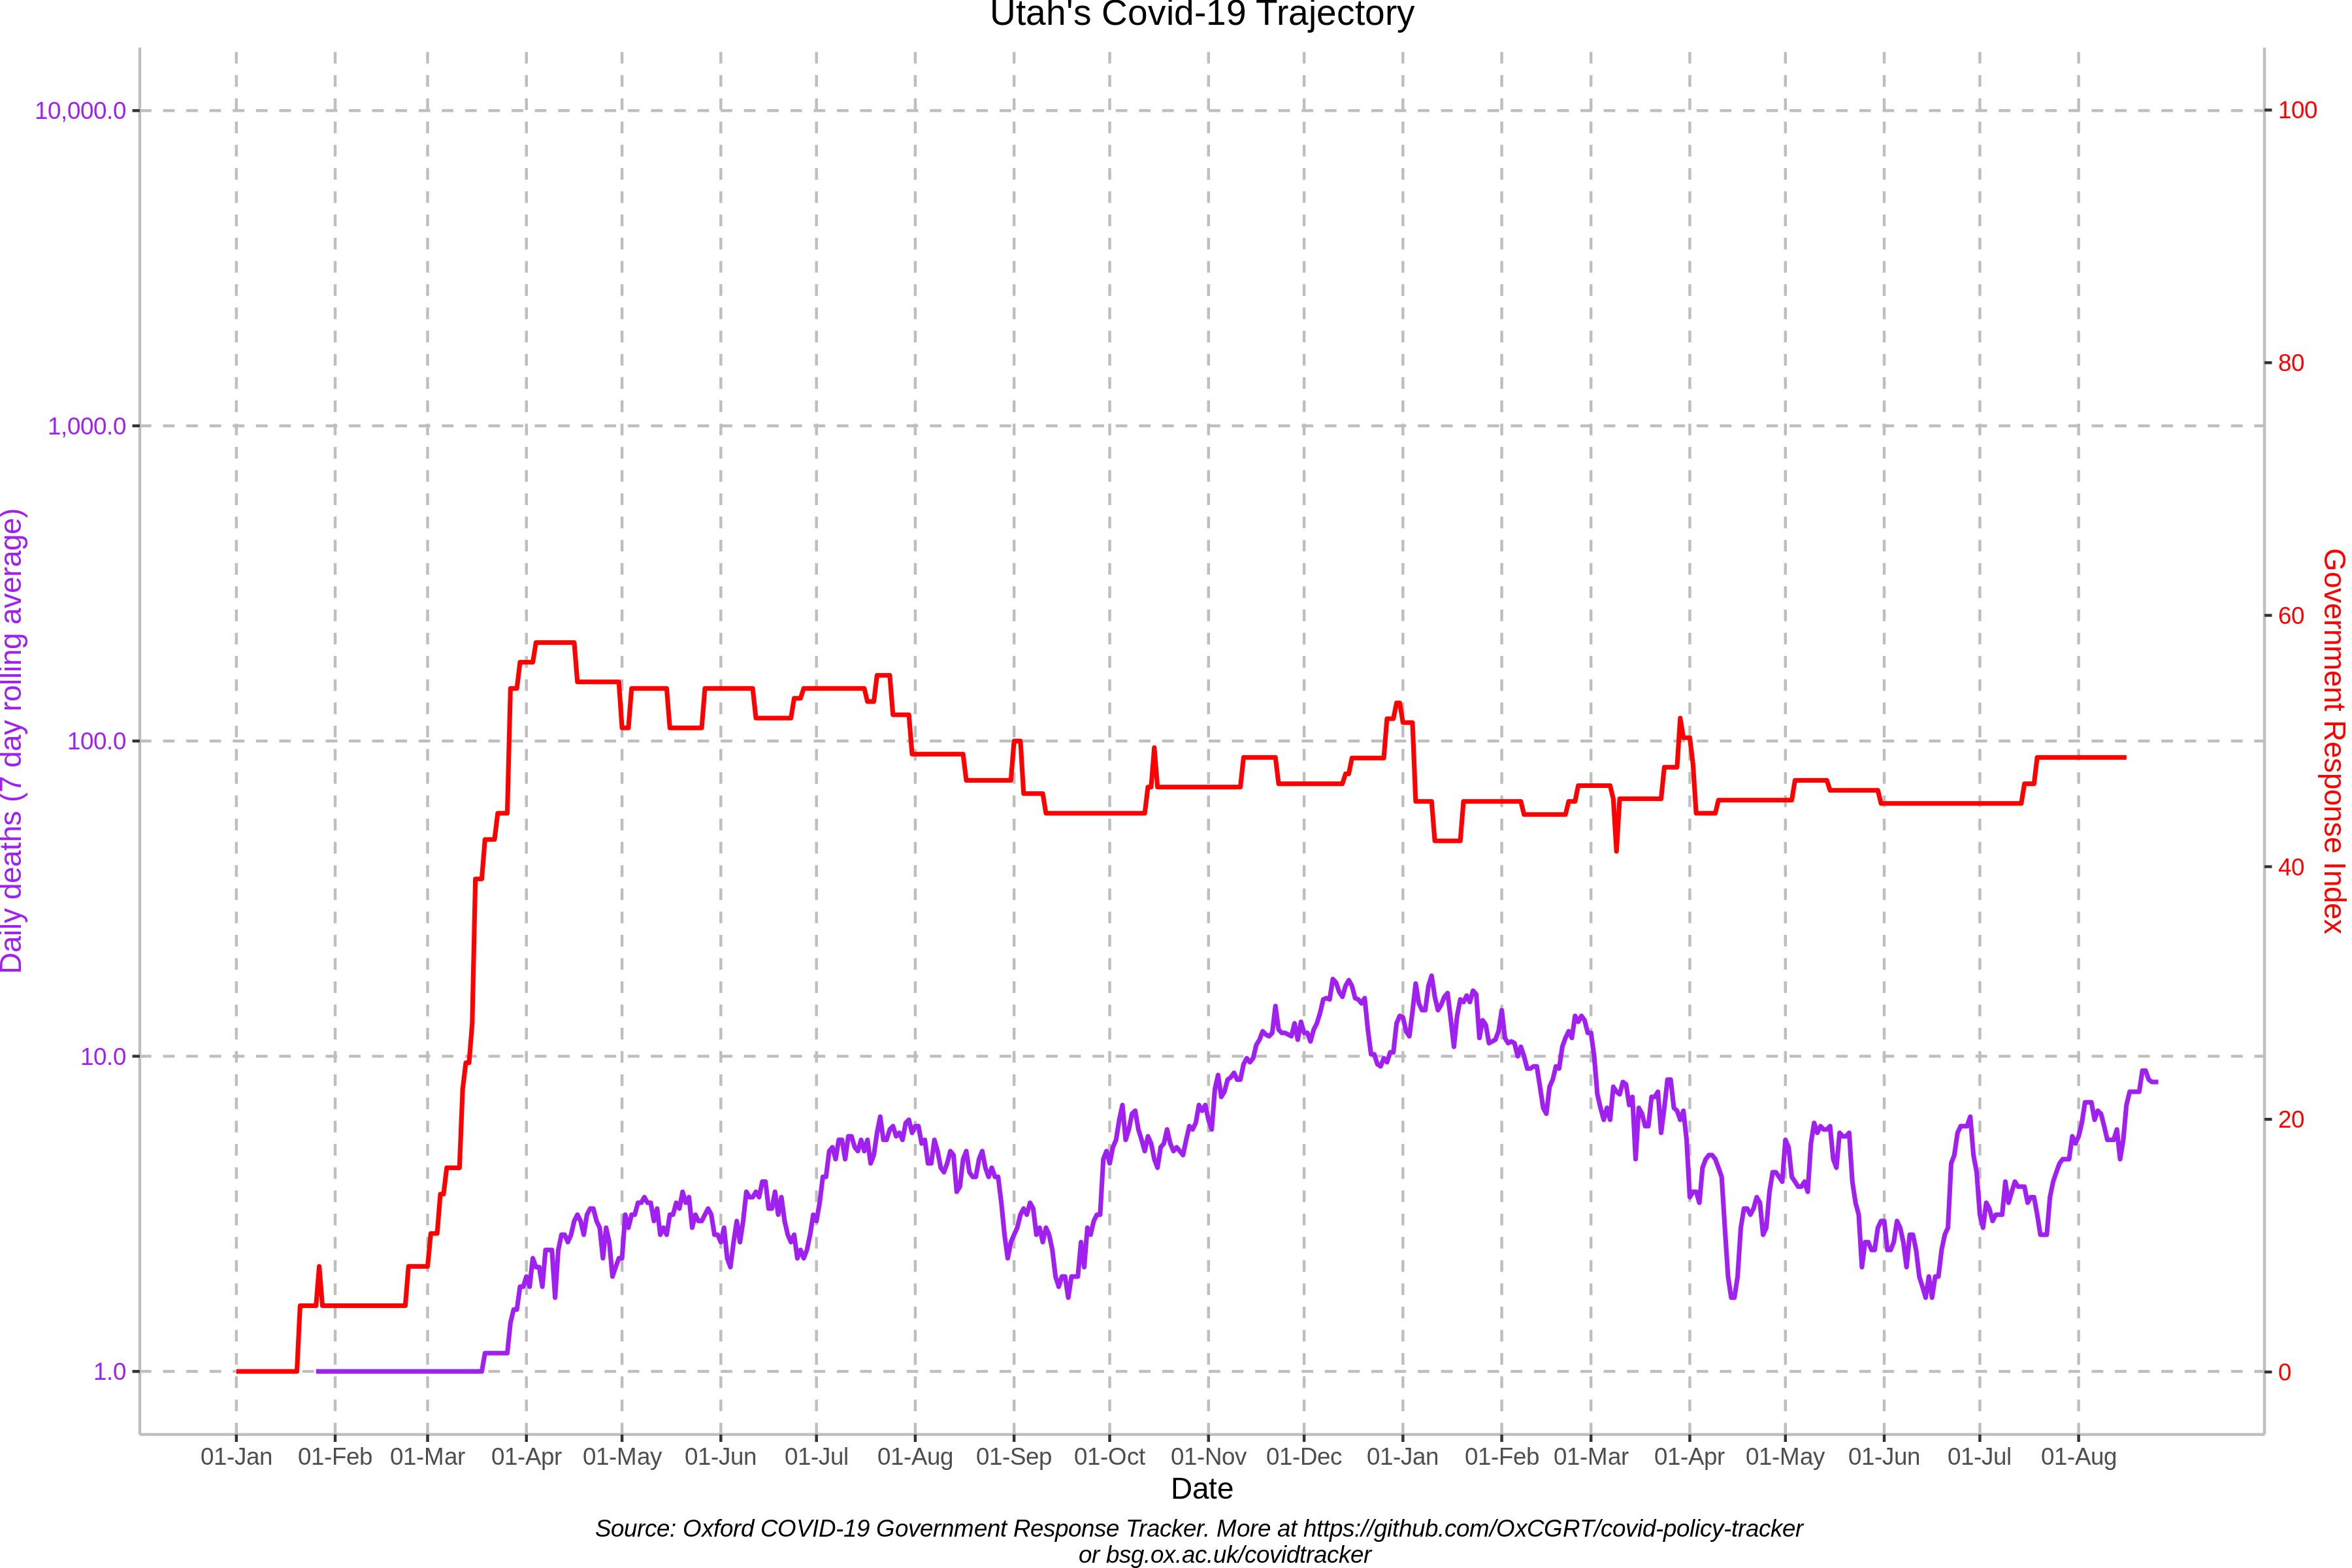 Utah's Covid-19 Trajectory
10,000.0
1,000.0
100.0
10.0
1.0
Daily deaths (7 day rolling average)
100
80
60
40
20
0
Government Response Index
01-Jan 01-Feb 01-Mar 01-Apr 01-May 01-Jun 01-Jul 01-Aug 01-Sep 01-Oct 01-Nov 01-Dec 01-Jan 01-Feb 01-Mar 01-Apr 01-May 01-Jun 01-Jul 01-Aug
Date
Source: Oxford COVID-19 Government Response Tracker. More at https://github.com/OxCGRT/covid-policy-tracker
or bsg.ox.ac.uk/covidtracker